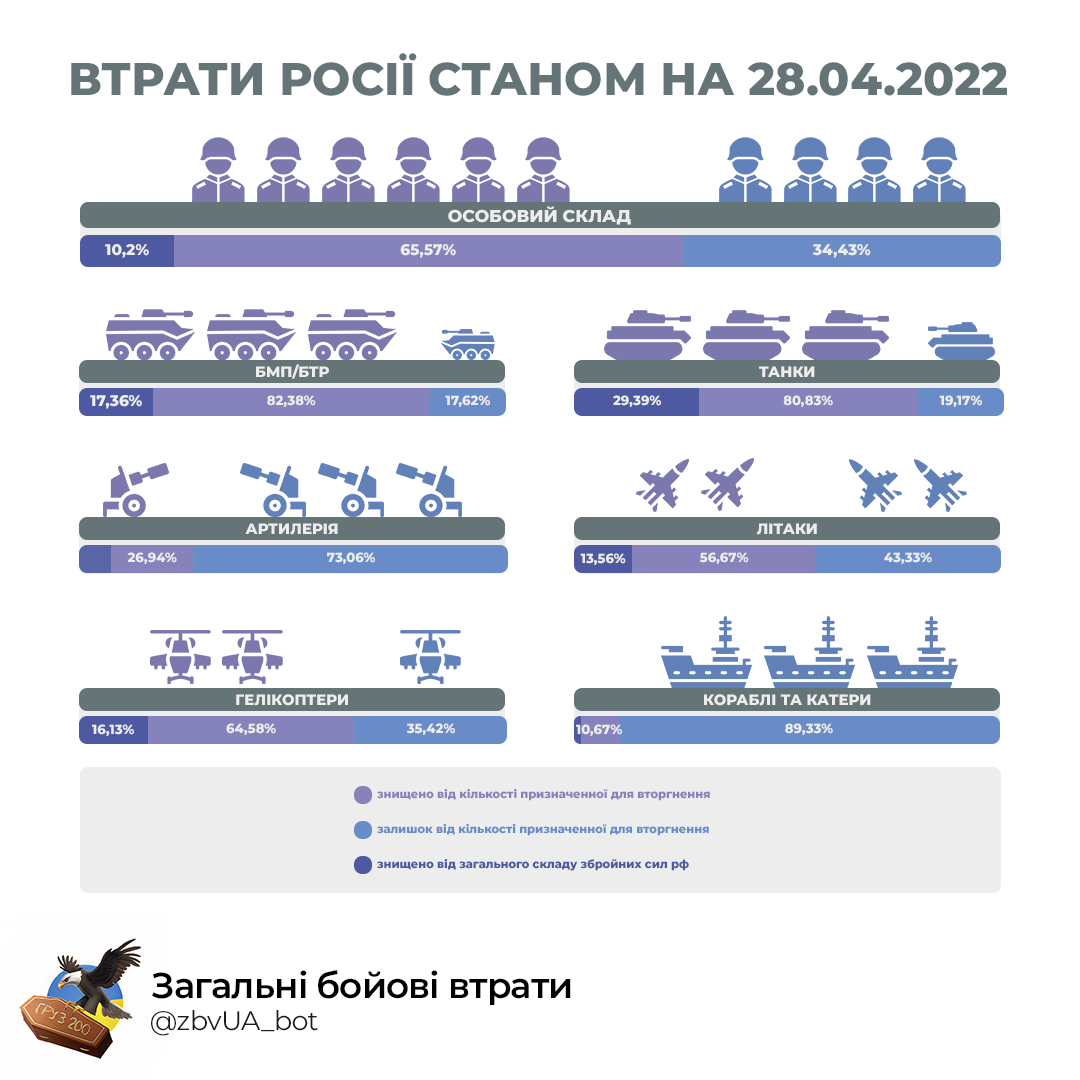 ВТРАТИ РОСІЇ СТАНОМ НА 28.04.2022
ОСОБОВИЙ СКЛАД
10,2% 65,57% 34,43%
БМП/БТР
17,36% 82,38% 17,62%
ТАНКИ
29,39% 80,83% 19,17%
АРТИЛЕРІЯ
26,94% 73,06%
ЛІТАКИ
13,56% 56,67% 43,33%
ГЕЛІКОПТЕРИ
16,13% 64,58% 35,42%
КОРАБЛІ ТА КАТЕРИ
10,67% 89,33%
знищено від кількості призначенної для вторгнення
залишок від кількості призначенної для вторгнення
знищено від загального складу збройних сил рф
ГРУЗ 200
Загальні бойові втрати
@zbvUA_bot